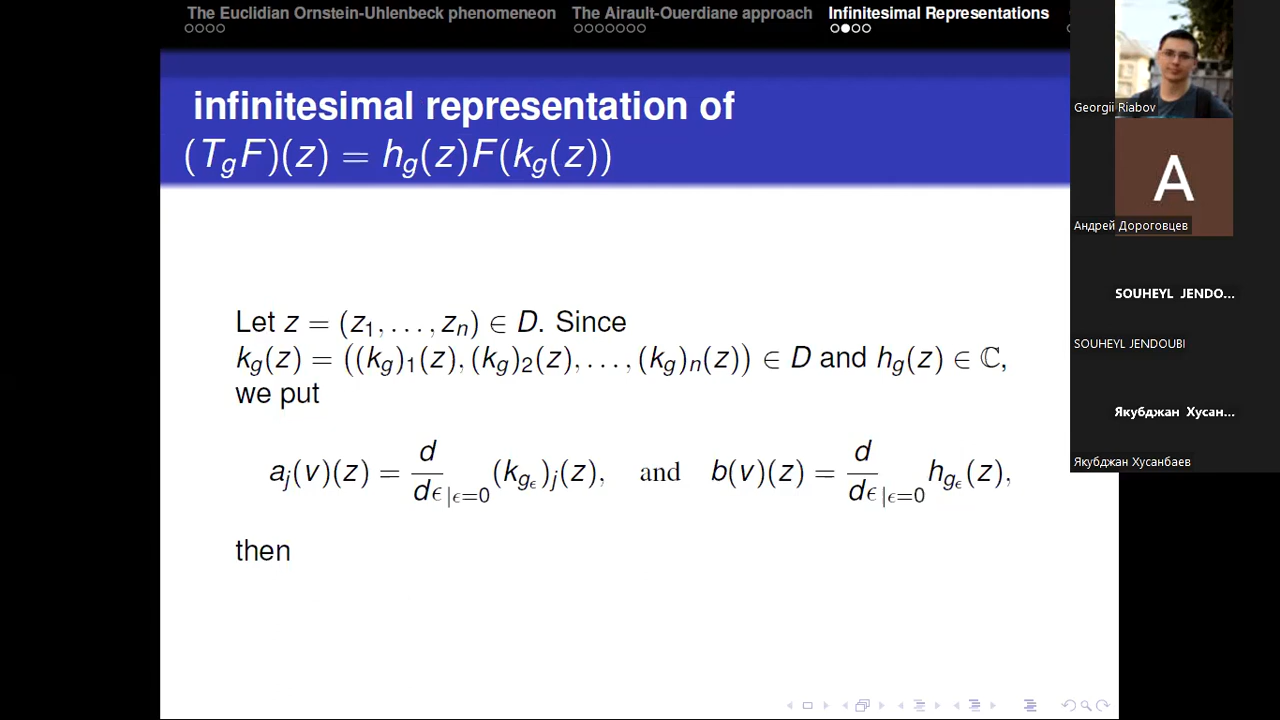 The Euclidian Ornstein-Uhlenbeck phenomeneon The Airault-Ouerdiane approach Infinitesimal Representations
infinitesimal representation of
(T_g F)(z) = h_g(z)F(k_g(z))
Let z = (z_1, . . . , z_n) ∈ D. Since
k_g(z) = ((k_g)_1(z), (k_g)_2(z), . . . , (k_g)_n(z)) ∈ D and h_g(z) ∈ ℂ,
we put
a_j(v)(z) = d/dϵ |ϵ=0 (k_{g_ϵ})_j(z), and b(v)(z) = d/dϵ |ϵ=0 h_{g_ϵ}(z),
then
Georgii Riabov
A
Андрей Дороговцев
SOUHEYL JENDO...
SOUHEYL JENDOUBI
Якубджан Хусан...
Якубджан Хусанбаев